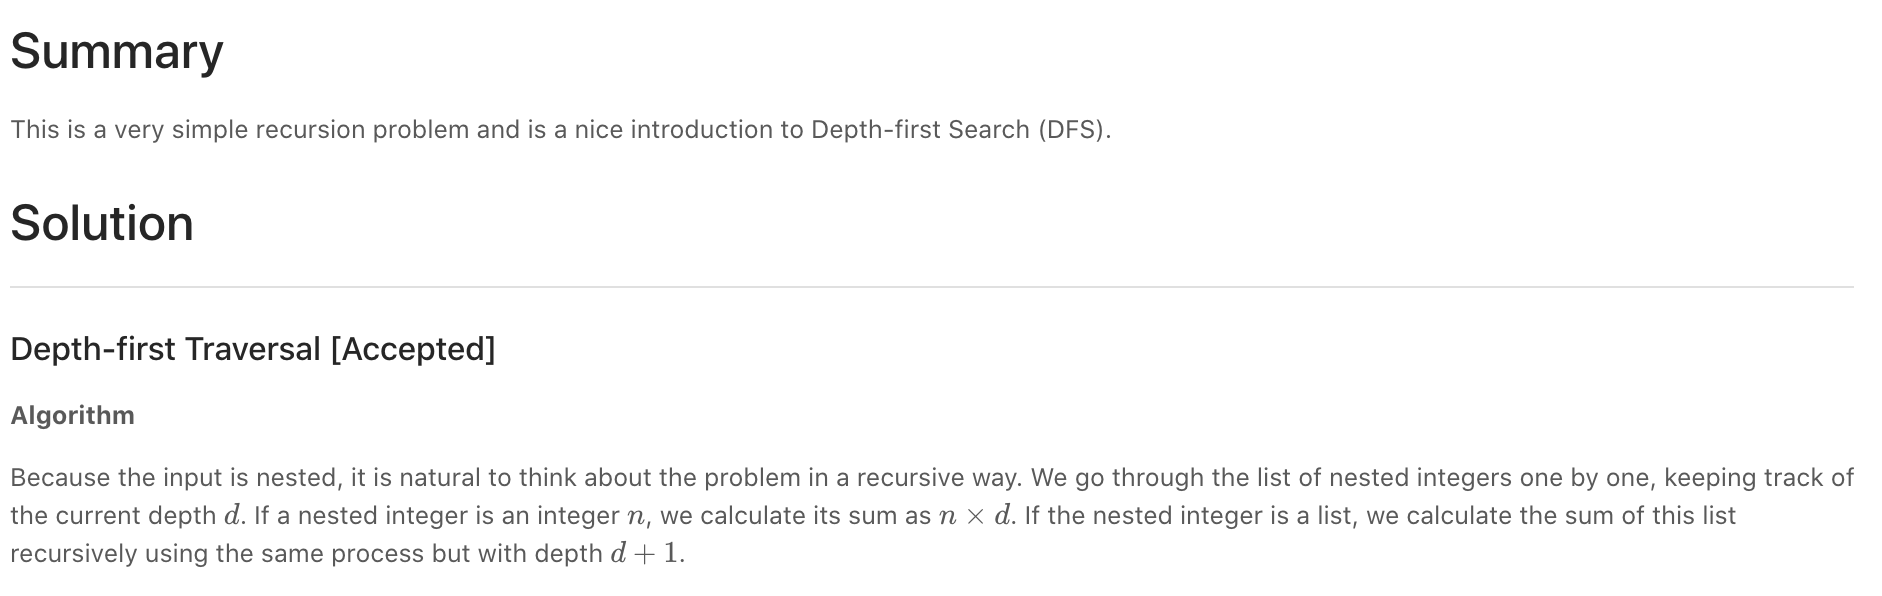 Summary
This is a very simple recursion problem and is a nice introduction to Depth-first Search (DFS).
Solution
Depth-first Traversal [Accepted]
Algorithm
Because the input is nested, it is natural to think about the problem in a recursive way. We go through the list of nested integers one by one, keeping track of
the current depth d. If a nested integer is an integer n, we calculate its sum as n × d. If the nested integer is a list, we calculate the sum of this list
recursively using the same process but with depth d + 1.